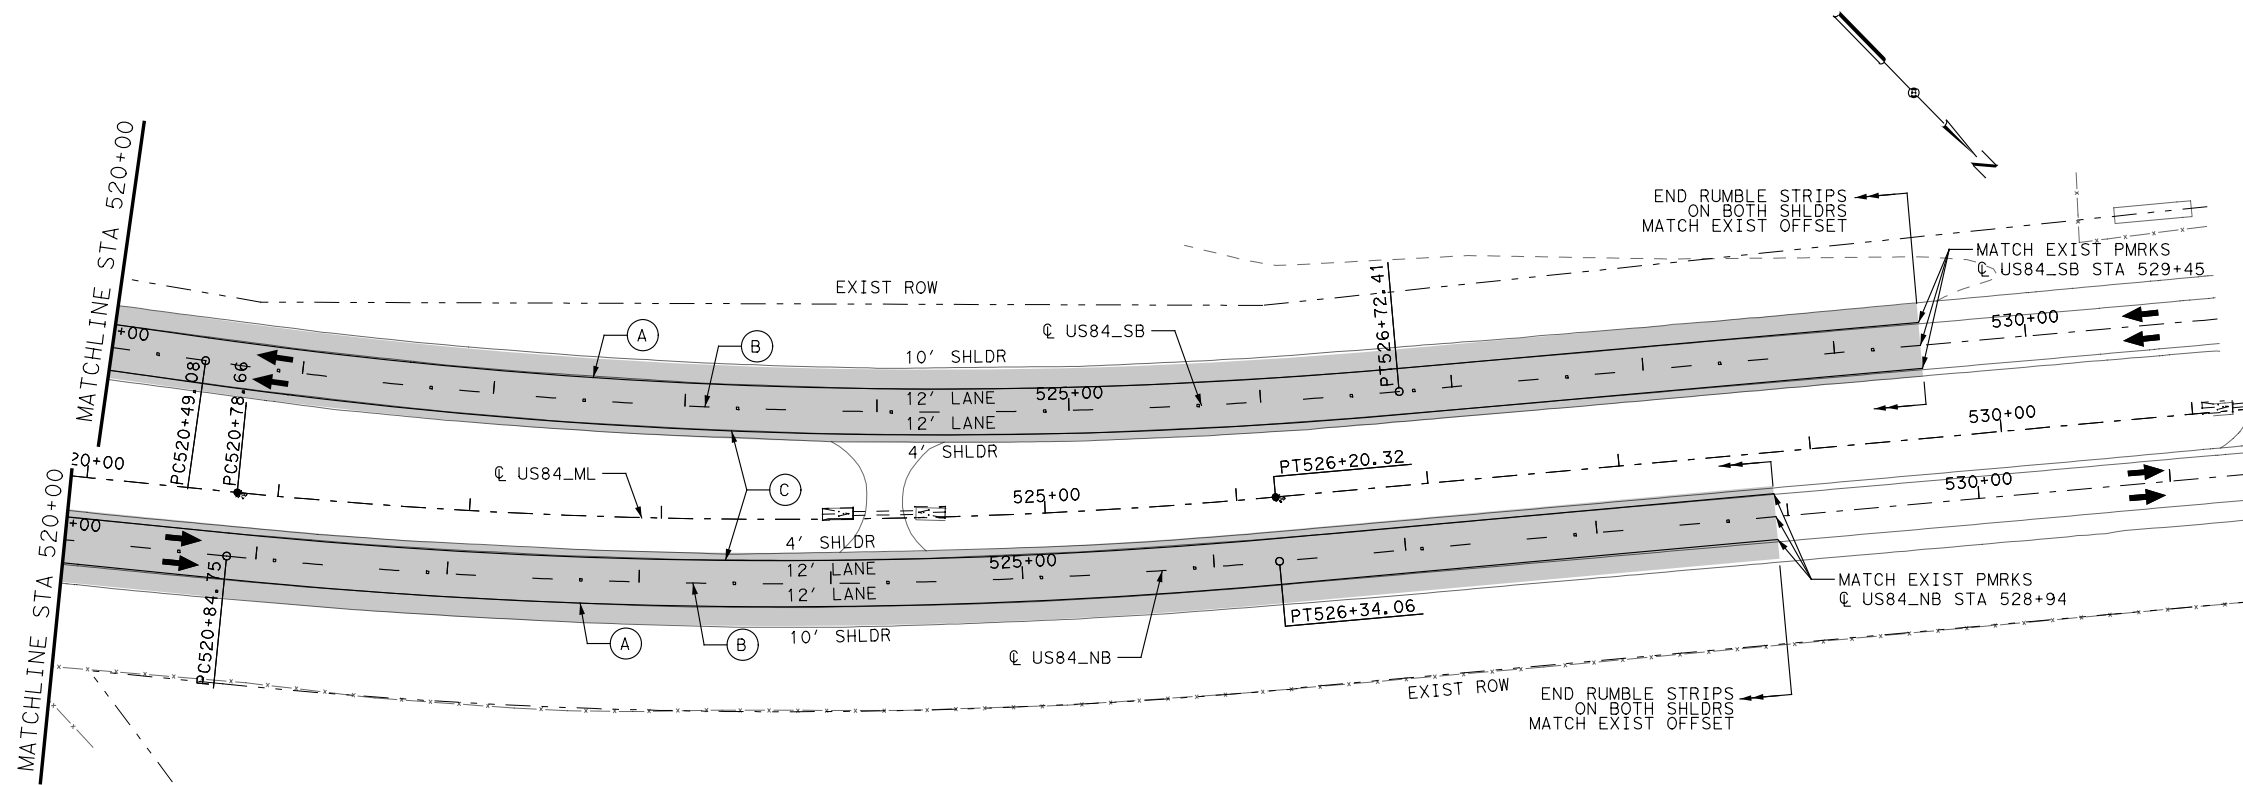 MATCHLINE STA 520+00
MATCHLINE STA 520+00
N
END RUMBLE STRIPS
ON BOTH SHLDRS
MATCH EXIST OFFSET
MATCH EXIST PMRKS
℄ US84_SB STA 529+45
EXIST ROW
+00
A
B
10' SHLDR
℄ US84_SB
PT526+72.41
530+00
12' LANE
525+00
12' LANE
4' SHLDR
PC520+49.08
PC520+78.66
20+00
℄ US84_ML
C
525+00
PT526+20.32
530+00
530+00
+00
4' SHLDR
12' LANE
525+00
12' LANE
10' SHLDR
PC520+84.75
A
B
℄ US84_NB
PT526+34.06
MATCH EXIST PMRKS
℄ US84_NB STA 528+94
EXIST ROW
END RUMBLE STRIPS
ON BOTH SHLDRS
MATCH EXIST OFFSET